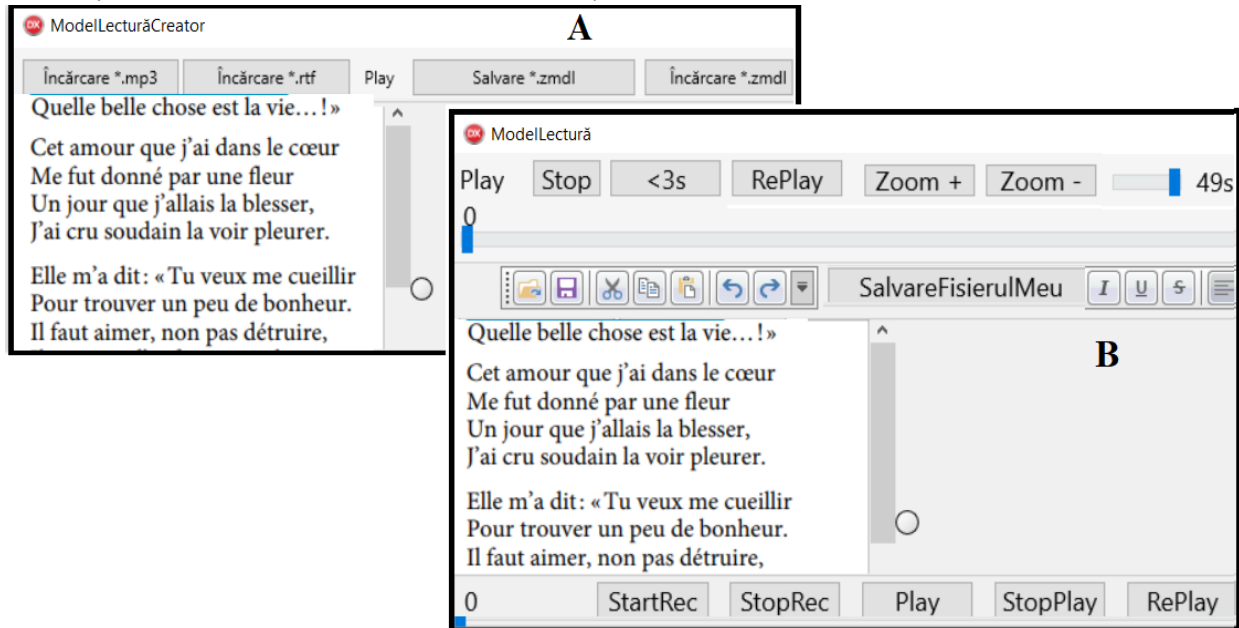 ModelLecturăCreator
A
Încărcare *.mp3 Încărcare *.rtf Play Salvare *.zmdl Încărcare *.zmdl
Quelle belle chose est la vie…!»
Cet amour que j'ai dans le cœur
Me fut donné par une fleur
Un jour que j'allais la blesser,
J'ai cru soudain la voir pleurer.
Elle m'a dit: «Tu veux me cueillir
Pour trouver un peu de bonheur.
Il faut aimer, non pas détruire,
ModelLectură
Play Stop <3s RePlay Zoom + Zoom - 49s
0
SalvareFisierulMeu I U S
B
Quelle belle chose est la vie…!»
Cet amour que j'ai dans le cœur
Me fut donné par une fleur
Un jour que j'allais la blesser,
J'ai cru soudain la voir pleurer.
Elle m'a dit: «Tu veux me cueillir
Pour trouver un peu de bonheur.
Il faut aimer, non pas détruire,
0 StartRec StopRec Play StopPlay RePlay